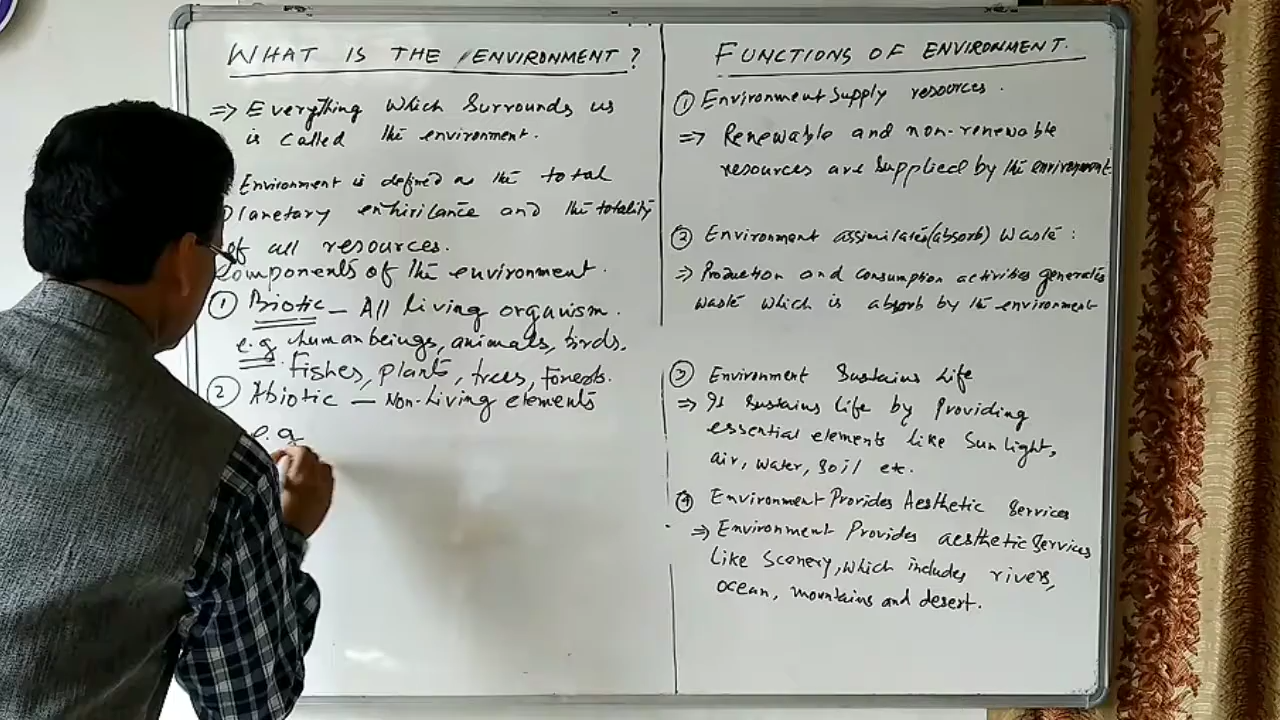 WHAT IS THE ENVIRONMENT?
=> Everything which surrounds us
is called the environment.
Environment is defined as the total
planetary enhiritance and the totality
of all resources.
Components of the environment.
① Biotic - All living organism.
e.g human beings, animals, birds.
Fishes, plants, trees, forests.
② Abiotic - Non-living elements
e.g
FUNCTIONS OF ENVIRONMENT.
① Environment Supply resources.
=> Renewable and non-renewable
resources are supplied by the environment
② Environment assimilates(absorb) waste:
=> Production and consumption activities generates
waste which is absorb by the environment
③ Environment Sustains life
=> It sustains life by providing
essential elements like Sun light,
air, water, soil etc.
④ Environment Provides Aesthetic Services
=> Environment Provides aesthetic services
like scenery, which includes rivers,
ocean, mountains and desert.